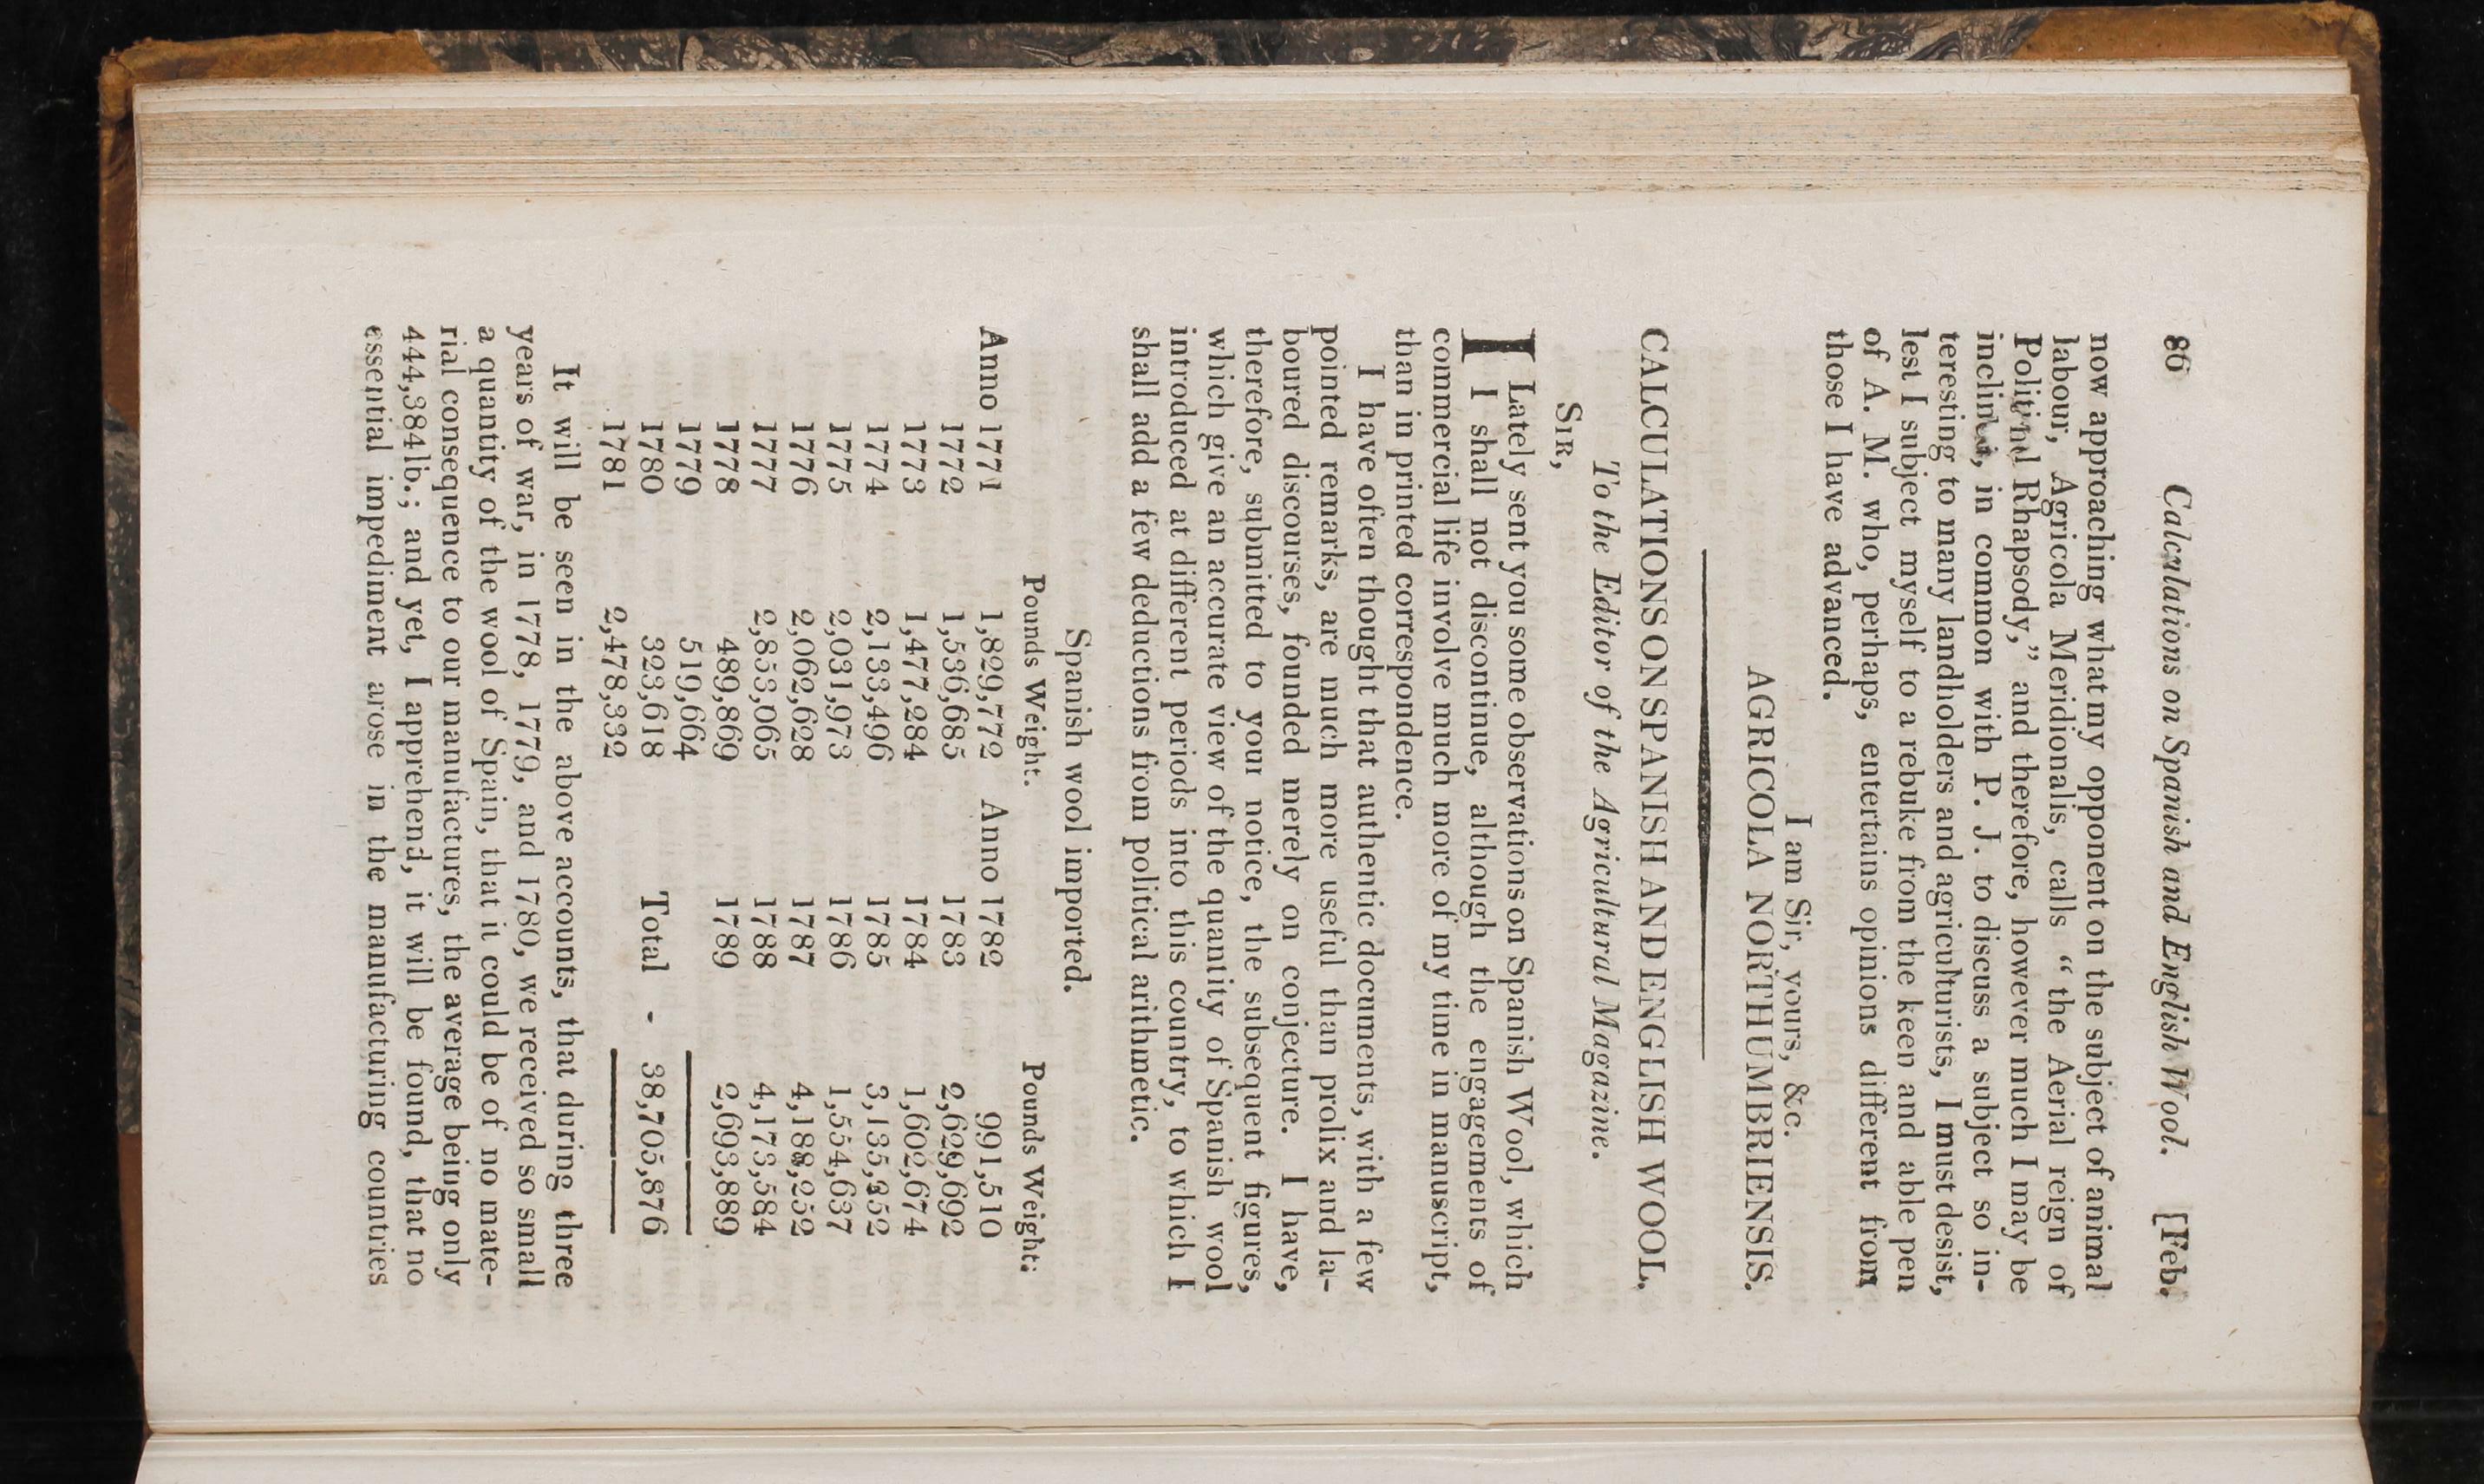 86 Calculations on Spanish and English Wool. [Feb.
now approaching what my opponent on the subject of animal
labour, Agricola Meridionalis, calls “the Aerial reign of
Political Rhapsody,” and therefore, however much I may be
inclined, in common with P. J. to discuss a subject so in-
teresting to many landholders and agriculturists, I must desist,
lest I subject myself to a rebuke from the keen and able pen
of A. M. who, perhaps, entertains opinions different from
those I have advanced.
I am Sir, yours, &c.
AGRICOLA NORTHUMBRIENSIS.
CALCULATIONS ON SPANISH AND ENGLISH WOOL.
To the Editor of the Agricultural Magazine.
SIR,
I Lately sent you some observations on Spanish Wool, which
I shall not discontinue, although the engagements of
commercial life involve much more of my time in manuscript,
than in printed correspondence.
I have often thought that authentic documents, with a few
pointed remarks, are much more useful than prolix and la-
boured discourses, founded merely on conjecture. I have,
therefore, submitted to your notice, the subsequent figures,
which give an accurate view of the quantity of Spanish wool
introduced at different periods into this country, to which I
shall add a few deductions from political arithmetic.
Spanish wool imported.
Pounds Weight. Pounds Weight:
Anno 1771 1,829,772 Anno 1782 991,510
1772 1,536,685 1783 2,629,692
1773 1,477,284 1784 1,602,674
1774 2,133,496 1785 3,135,252
1775 2,031,973 1786 1,554,637
1776 2,062,628 1787 4,188,252
1777 2,853,065 1788 4,173,584
1778 489,869 1789 2,693,889
1779 519,664
1780 323,618 Total - 38,705,876
1781 2,478,332
It will be seen in the above accounts, that during three
years of war, in 1778, 1779, and 1780, we received so small
a quantity of the wool of Spain, that it could be of no mate-
rial consequence to our manufactures, the average being only
444,384lb.; and yet, I apprehend, it will be found, that no
essential impediment arose in the manufacturing countries